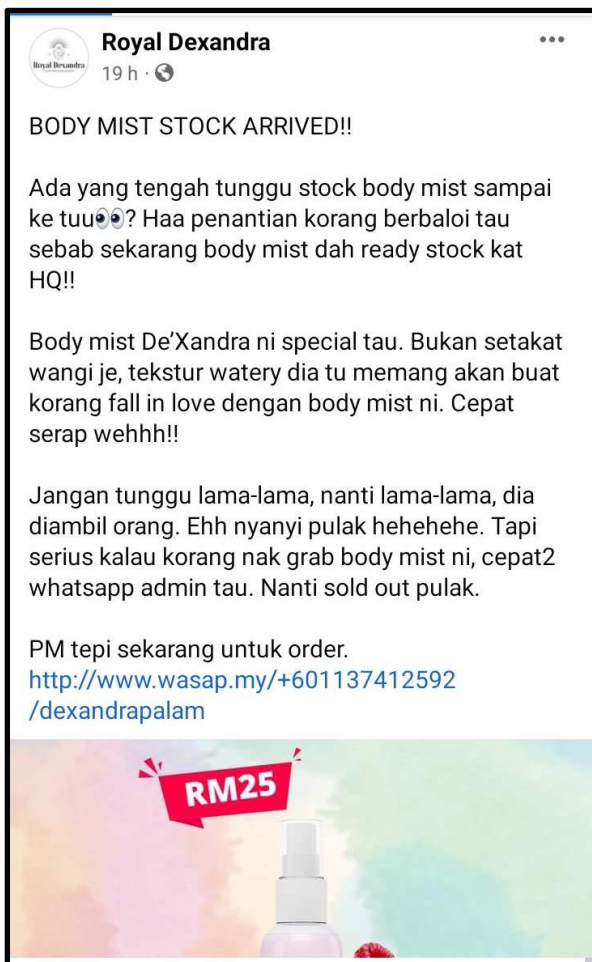 Royal Dexandra
Royal Dexandra
19 h ·
BODY MIST STOCK ARRIVED!!
Ada yang tengah tunggu stock body mist sampai
ke tuu👀? Haa penantian korang berbaloi tau
sebab sekarang body mist dah ready stock kat
HQ!!
Body mist De’Xandra ni special tau. Bukan setakat
wangi je, tekstur watery dia tu memang akan buat
korang fall in love dengan body mist ni. Cepat
serap wehhh!!
Jangan tunggu lama-lama, nanti lama-lama, dia
diambil orang. Ehh nyanyi pulak hehehehe. Tapi
serius kalau korang nak grab body mist ni, cepat2
whatsapp admin tau. Nanti sold out pulak.
PM tepi sekarang untuk order.
http://www.wasap.my/+601137412592
/dexandrapalam
RM25